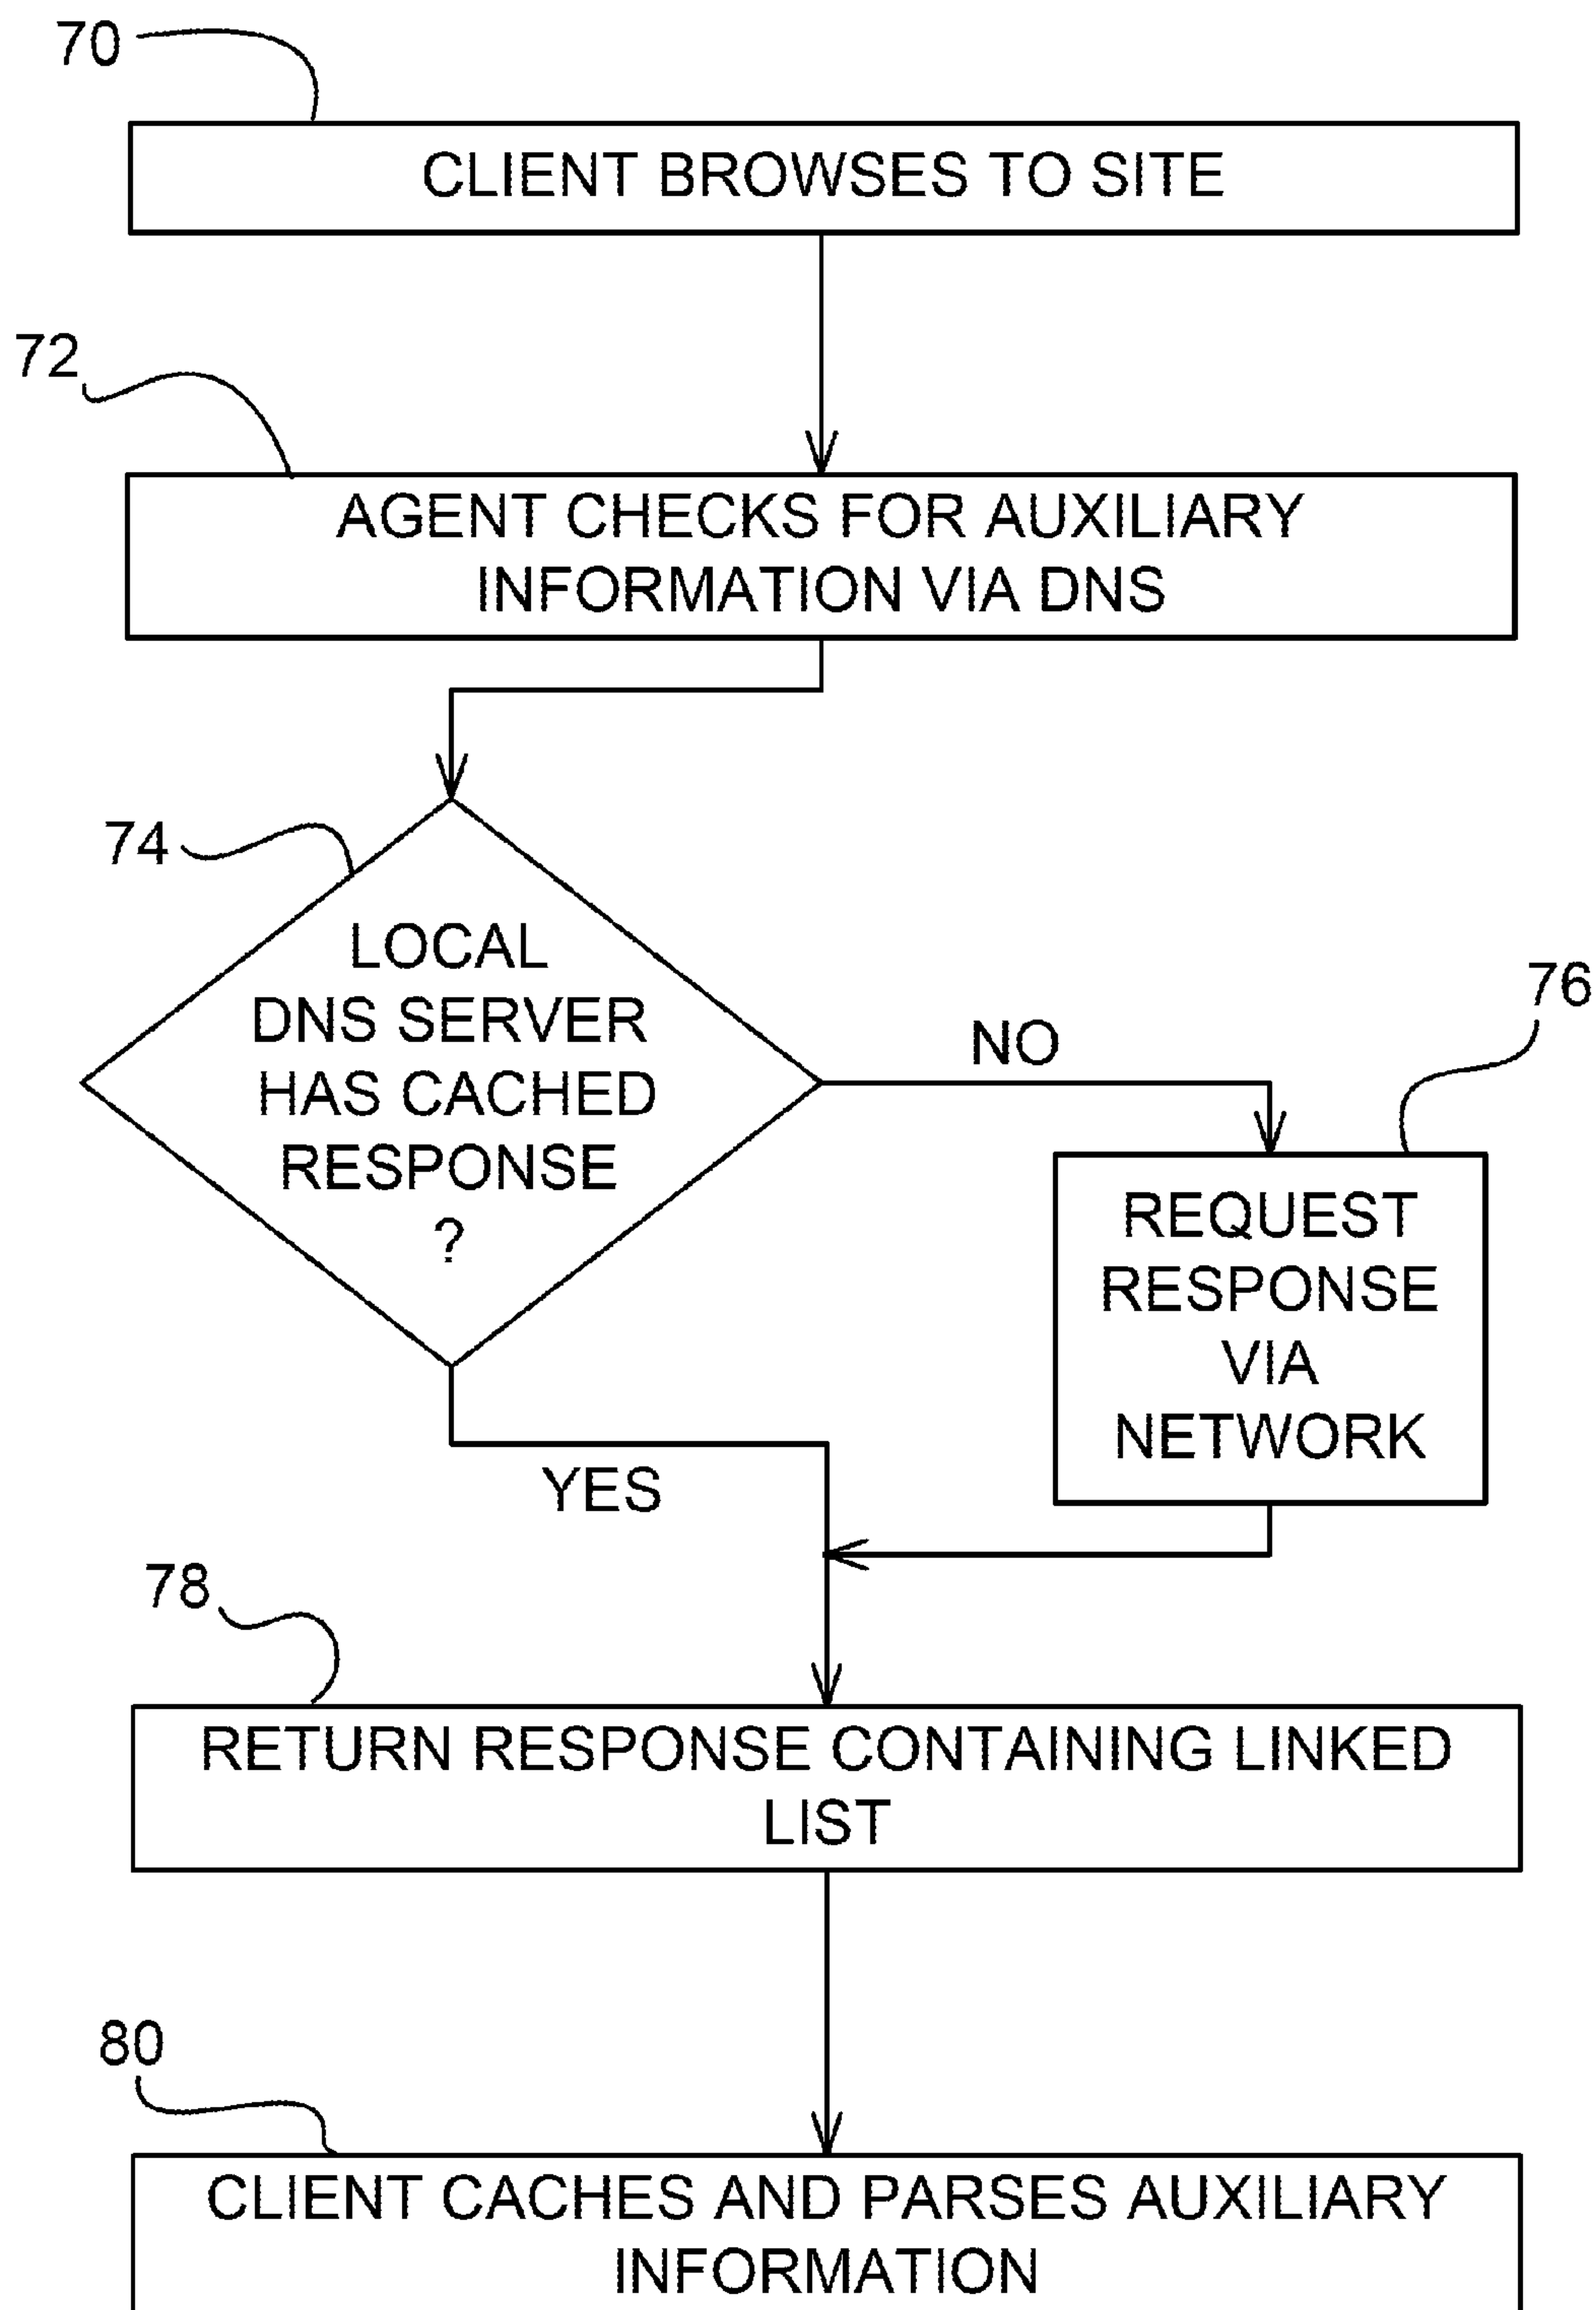 70
CLIENT BROWSES TO SITE
72
AGENT CHECKS FOR AUXILIARY
INFORMATION VIA DNS
74
LOCAL
DNS SERVER
HAS CACHED
RESPONSE
?
NO
76
REQUEST
RESPONSE
VIA
NETWORK
YES
78
RETURN RESPONSE CONTAINING LINKED
LIST
80
CLIENT CACHES AND PARSES AUXILIARY
INFORMATION